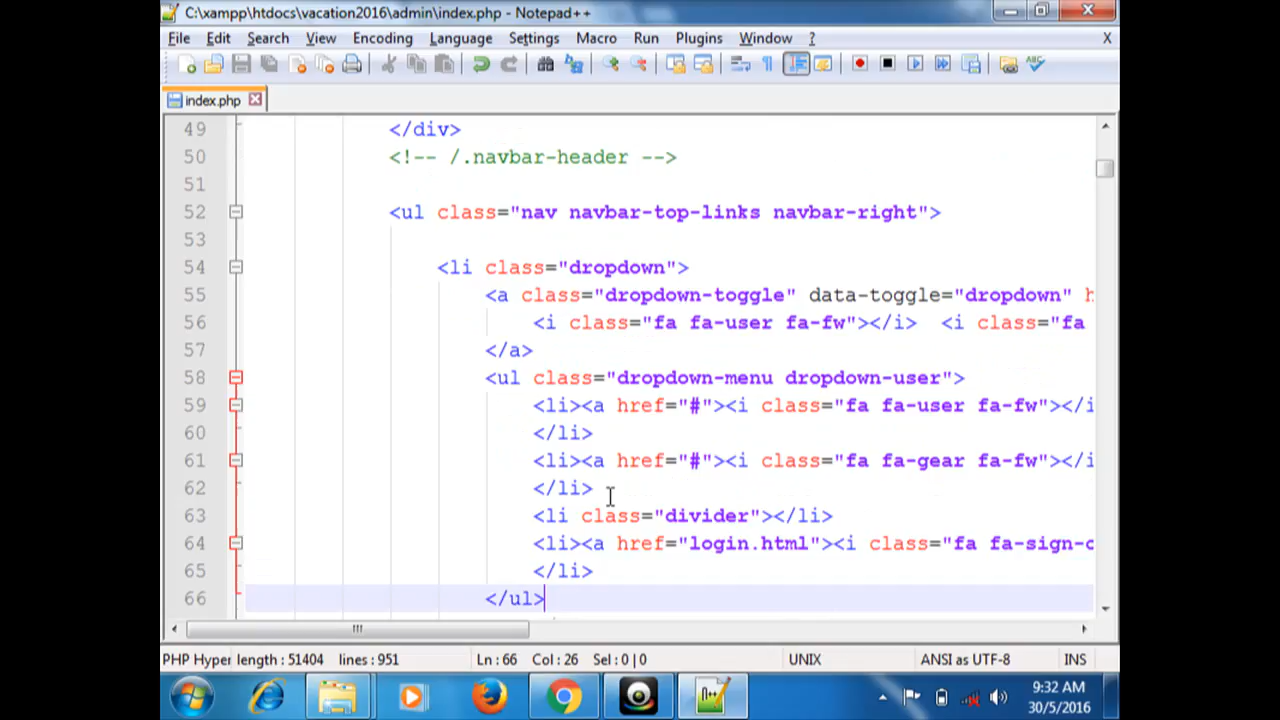 C:\xampp\htdocs\vacation2016\admin\index.php - Notepad++
File Edit Search View Encoding Language Settings Macro Run Plugins Window ? X
index.php
49 </div>
50 <!-- /.navbar-header -->
51
52 <ul class="nav navbar-top-links navbar-right">
53
54 <li class="dropdown">
55 <a class="dropdown-toggle" data-toggle="dropdown" h
56 <i class="fa fa-user fa-fw"></i> <i class="fa
57 </a>
58 <ul class="dropdown-menu dropdown-user">
59 <li><a href="#"><i class="fa fa-user fa-fw"></i
60 </li>
61 <li><a href="#"><i class="fa fa-gear fa-fw"></i
62 </li>
63 <li class="divider"></li>
64 <li><a href="login.html"><i class="fa fa-sign-o
65 </li>
66 </ul>
PHP Hyper length : 51404 lines : 951 Ln : 66 Col : 26 Sel : 0 | 0 UNIX ANSI as UTF-8 INS
9:32 AM
30/5/2016